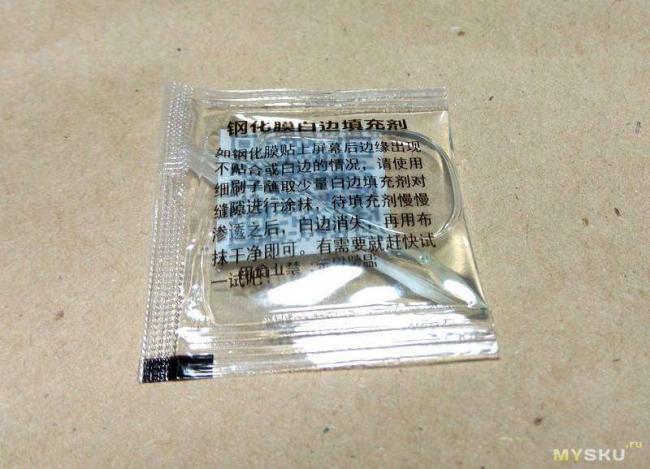 钢化膜白边填充剂
如钢化膜贴上屏幕后边缘出现
不贴合或白边的情况，请使用
细刷子蘸取少量白边填充剂对
缝隙进行涂抹，待填充剂慢慢
渗透之后，白边消失，再用布
抹干净即可。有需要就赶快试
一试吧！
MYSKU.ru